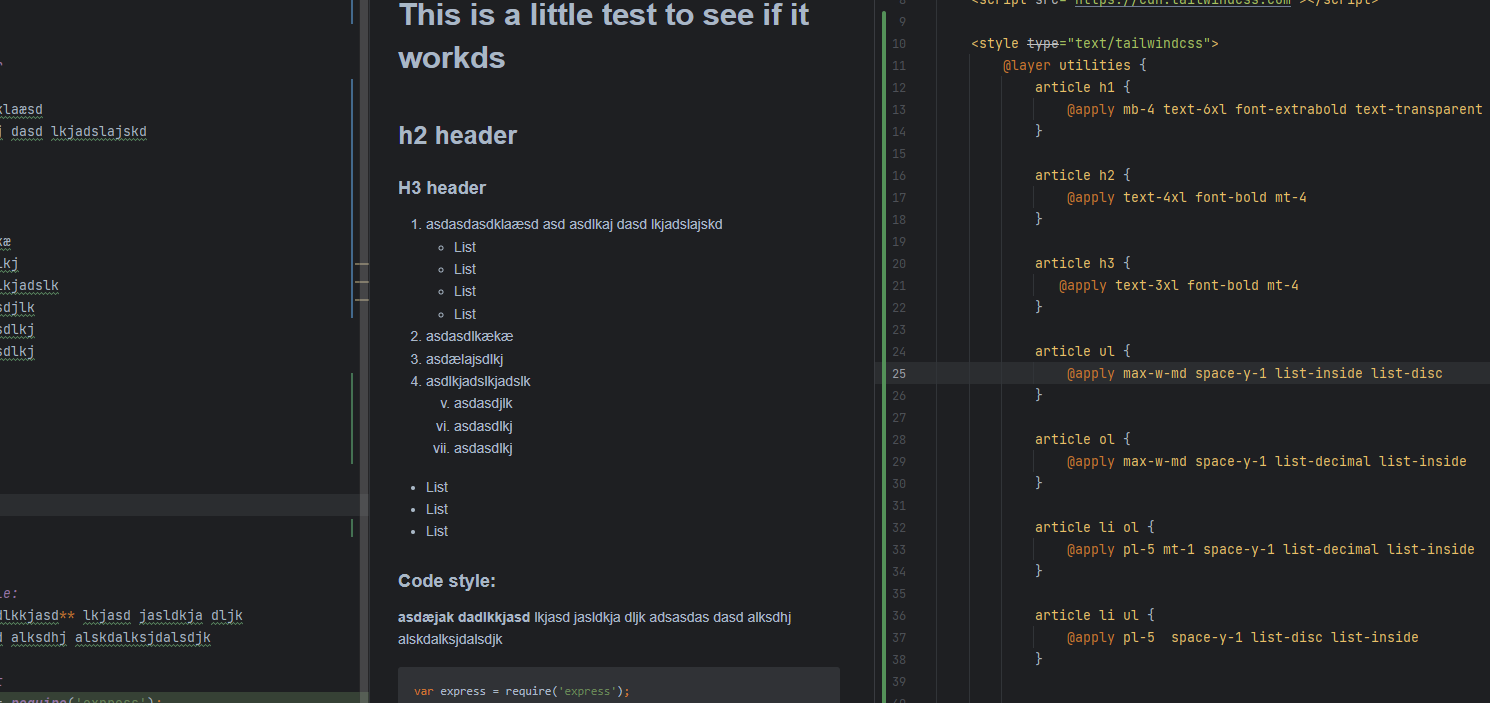 klaæsd
dasd lkjadslajskd
kæ
lkj
lkjadslk
sdjlk
sdlkj
sdlkj
le:
dlkkjasd** lkjasd jasldkja dljk
alksdhj alskdalksjdalsdjk
require('express');
This is a little test to see if it
workds
h2 header
H3 header
1. asdasdasdklaæsd asd asdlkaj dasd lkjadslajskd
List
List
List
List
2. asdasdlkækæ
3. asdælajsdlkj
4. asdlkjadslkjadslk
v. asdasdjlk
vi. asdasdlkj
vii. asdasdlkj
List
List
List
Code style:
asdæjak dadlkkjasd lkjasd jasldkja dljk adsasdas dasd alksdhj
alskdalksjdalsdjk
var express = require('express');
8 <script src="https://cdn.tailwindcss.com"></script>
9
10 <style type="text/tailwindcss">
11 @layer utilities {
12 article h1 {
13 @apply mb-4 text-6xl font-extrabold text-transparent
14 }
15
16 article h2 {
17 @apply text-4xl font-bold mt-4
18 }
19
20 article h3 {
21 @apply text-3xl font-bold mt-4
22 }
23
24 article ul {
25 @apply max-w-md space-y-1 list-inside list-disc
26 }
27
28 article ol {
29 @apply max-w-md space-y-1 list-decimal list-inside
30 }
31
32 article li ol {
33 @apply pl-5 mt-1 space-y-1 list-decimal list-inside
34 }
35
36 article li ul {
37 @apply pl-5  space-y-1 list-disc list-inside
38 }
39
40